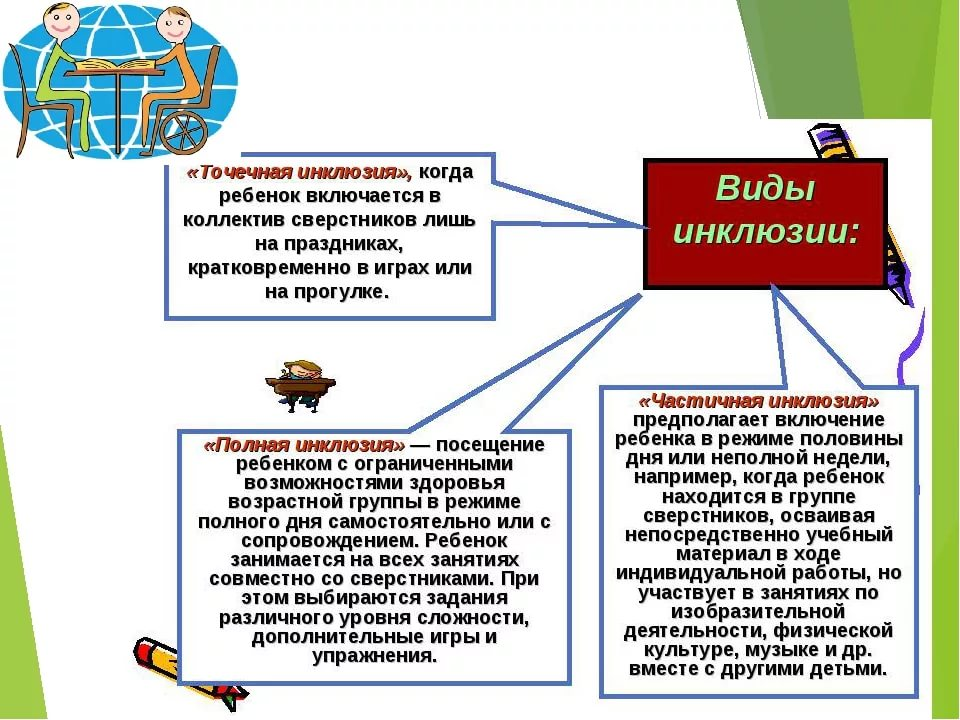 Виды
инклюзии:
«Точечная инклюзия», когда
ребенок включается в
коллектив сверстников лишь
на праздниках,
кратковременно в играх или
на прогулке.
«Полная инклюзия» — посещение
ребенком с ограниченными
возможностями здоровья
возрастной группы в режиме
полного дня самостоятельно или с
сопровождением. Ребенок
занимается на всех занятиях
совместно со сверстниками. При
этом выбираются задания
различного уровня сложности,
дополнительные игры и
упражнения.
«Частичная инклюзия»
предполагает включение
ребенка в режиме половины
дня или неполной недели,
например, когда ребенок
находится в группе
сверстников, осваивая
непосредственно учебный
материал в ходе
индивидуальной работы, но
участвует в занятиях по
изобразительной
деятельности, физической
культуре, музыке и др.
вместе с другими детьми.